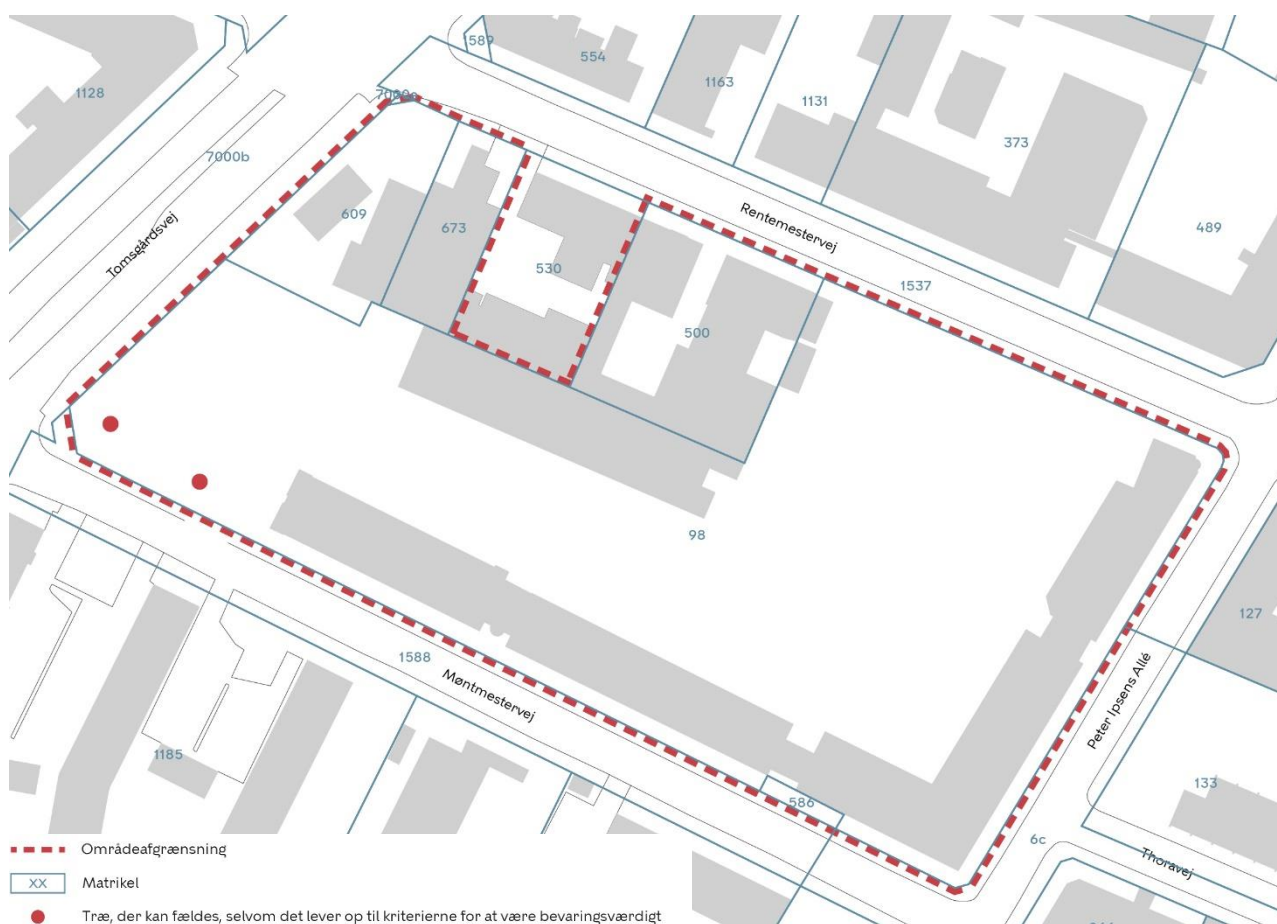 589
554
1128
1163
1131
373
7000b
609
673
530
Rentemestervej
489
Tomsgårdsvej
1537
500
98
127
1588
Møntmestervej
Peter Ipsens Allé
1185
133
586
6c
Thoravej
Områdeafgrænsning
XX Matrikel
Træ, der kan fældes, selvom det lever op til kriterierne for at være bevaringsværdigt